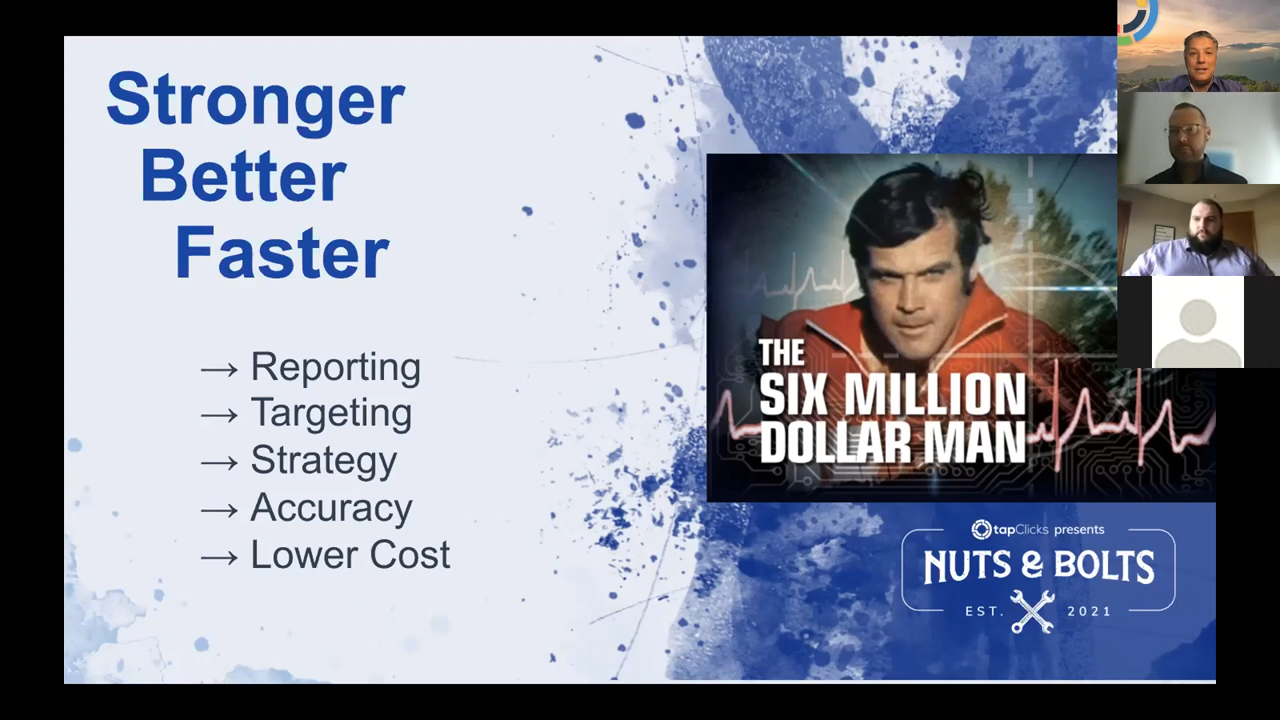 Stronger
Better
Faster
→ Reporting
→ Targeting
→ Strategy
→ Accuracy
→ Lower Cost
THE
SIX MILLION
DOLLAR MAN
tapClicks presents
NUTS & BOLTS
EST. 2021